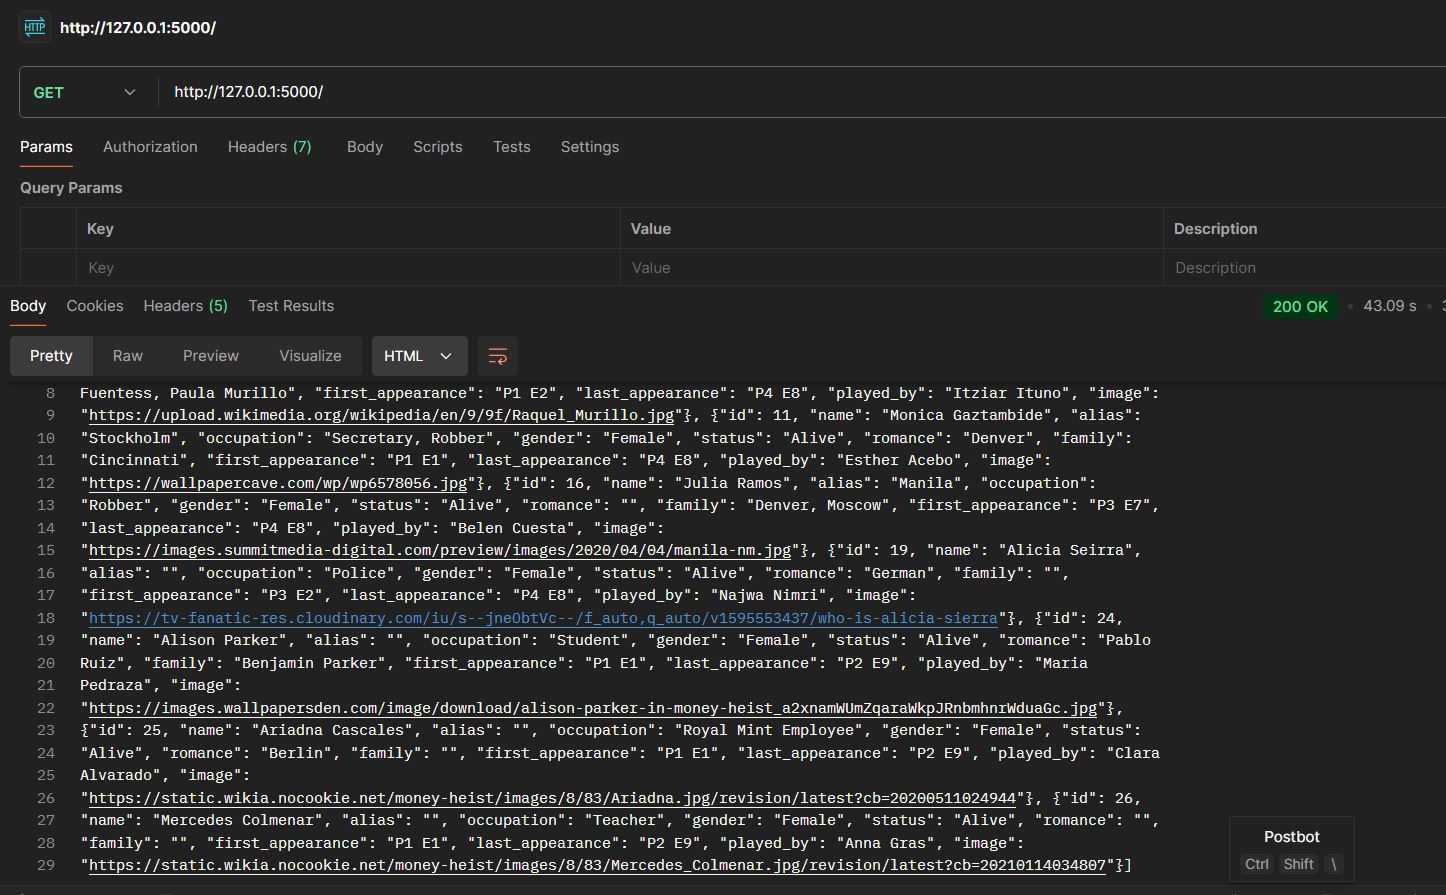 HTTP http://127.0.0.1:5000/
GET http://127.0.0.1:5000/
Params Authorization Headers (7) Body Scripts Tests Settings
Query Params
Key Value Description
Key Value Description
Body Cookies Headers (5) Test Results 200 OK • 43.09 s •
Pretty Raw Preview Visualize HTML
8 Fuentess, Paula Murillo", "first_appearance": "P1 E2", "last_appearance": "P4 E8", "played_by": "Itziar Ituno", "image":
9 "https://upload.wikimedia.org/wikipedia/en/9/9f/Raquel_Murillo.jpg"}, {"id": 11, "name": "Monica Gaztambide", "alias":
10 "Stockholm", "occupation": "Secretary, Robber", "gender": "Female", "status": "Alive", "romance": "Denver", "family":
11 "Cincinnati", "first_appearance": "P1 E1", "last_appearance": "P4 E8", "played_by": "Esther Acebo", "image":
12 "https://wallpapercave.com/wp/wp6578056.jpg"}, {"id": 16, "name": "Julia Ramos", "alias": "Manila", "occupation":
13 "Robber", "gender": "Female", "status": "Alive", "romance": "", "family": "Denver, Moscow", "first_appearance": "P3 E7",
14 "last_appearance": "P4 E8", "played_by": "Belen Cuesta", "image":
15 "https://images.summitmedia-digital.com/preview/images/2020/04/04/manila-nm.jpg"}, {"id": 19, "name": "Alicia Seirra",
16 "alias": "", "occupation": "Police", "gender": "Female", "status": "Alive", "romance": "German", "family": "",
17 "first_appearance": "P3 E2", "last_appearance": "P4 E8", "played_by": "Najwa Nimri", "image":
18 "https://tv-fanatic-res.cloudinary.com/iu/s--jneObtVc--/f_auto,q_auto/v1595553437/who-is-alicia-sierra"}, {"id": 24,
19 "name": "Alison Parker", "alias": "", "occupation": "Student", "gender": "Female", "status": "Alive", "romance": "Pablo
20 Ruiz", "family": "Benjamin Parker", "first_appearance": "P1 E1", "last_appearance": "P2 E9", "played_by": "Maria
21 Pedraza", "image":
22 "https://images.wallpapersden.com/image/download/alison-parker-in-money-heist_a2xnamWUmZqaraWkpJRnbmhnrWduaGc.jpg"},
23 {"id": 25, "name": "Ariadna Cascales", "alias": "", "occupation": "Royal Mint Employee", "gender": "Female", "status":
24 "Alive", "romance": "Berlin", "family": "", "first_appearance": "P1 E1", "last_appearance": "P2 E9", "played_by": "Clara
25 Alvarado", "image":
26 "https://static.wikia.nocookie.net/money-heist/images/8/83/Ariadna.jpg/revision/latest?cb=20200511024944"}, {"id": 26,
27 "name": "Mercedes Colmenar", "alias": "", "occupation": "Teacher", "gender": "Female", "status": "Alive", "romance": "",
28 "family": "", "first_appearance": "P1 E1", "last_appearance": "P2 E9", "played_by": "Anna Gras", "image":
29 "https://static.wikia.nocookie.net/money-heist/images/8/83/Mercedes_Colmenar.jpg/revision/latest?cb=20210114034807"}]
Postbot
Ctrl Shift \